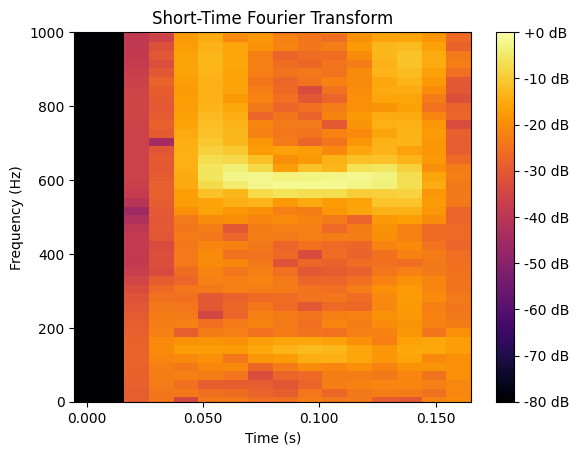 Short-Time Fourier Transform
1000
800
600
400
200
0
Frequency (Hz)
0.000
0.050
0.100
0.150
Time (s)
+0 dB
-10 dB
-20 dB
-30 dB
-40 dB
-50 dB
-60 dB
-70 dB
-80 dB